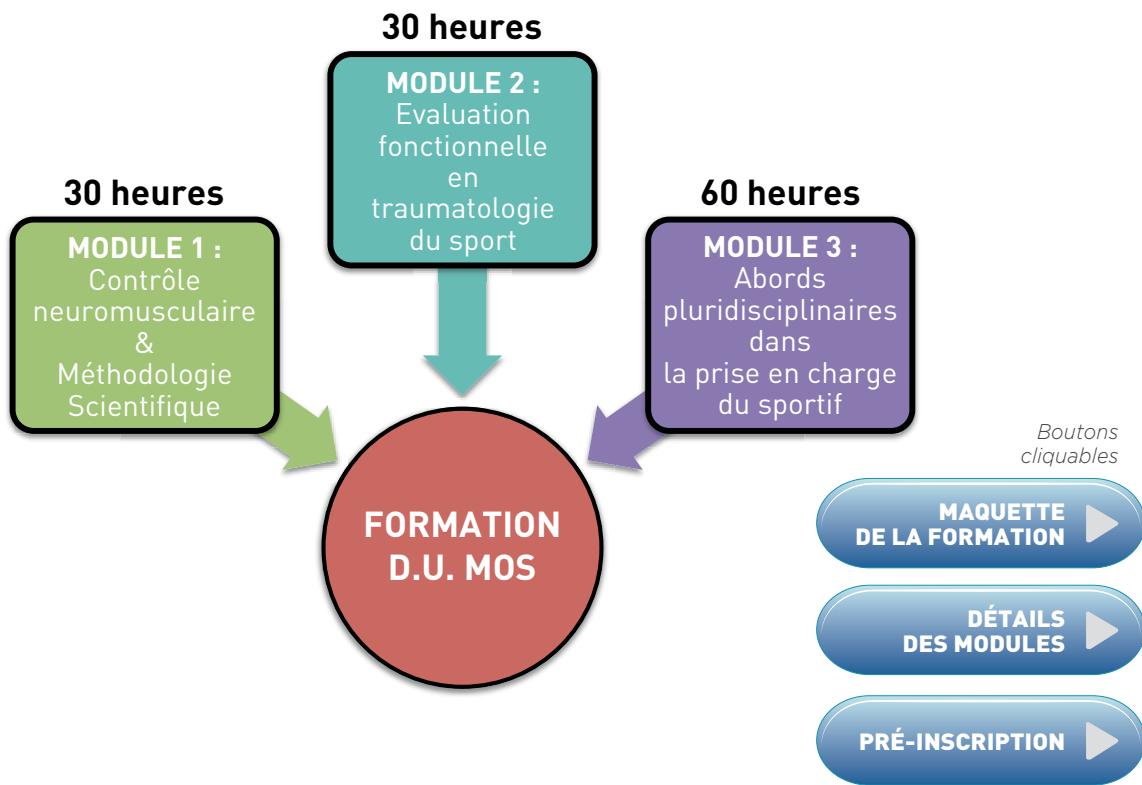 30 heures
MODULE 2 :
Evaluation
fonctionnelle
en
traumatologie
du sport
30 heures
MODULE 1 :
Contrôle
neuromusculaire
&
Méthodologie
Scientifique
60 heures
MODULE 3 :
Abords
pluridisciplinaires
dans
la prise en charge
du sportif
FORMATION
D.U. MOS
Boutons
cliquables
MAQUETTE
DE LA FORMATION
DÉTAILS
DES MODULES
PRÉ-INSCRIPTION